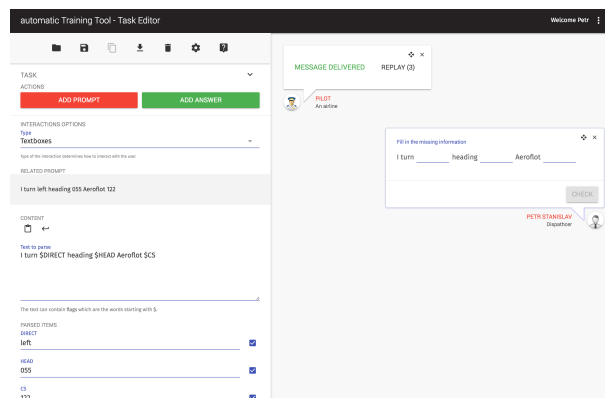 automatic Training Tool - Task Editor
Welcome Petr
TASK
ACTIONS
ADD PROMPT
ADD ANSWER
INTERACTIONS OPTIONS
Type
Textboxes
Type of the interaction determines how to interact with the user.
RELATED PROMPT
I turn left heading 055 Aeroflot 122
CONTENT
Text to parse
I turn $DIRECT heading $HEAD Aeroflot $CS
The text can contain flags which are the words starting with $.
PARSED ITEMS
DIRECT
left
HEAD
055
CS
122
MESSAGE DELIVERED REPLAY (3)
PILOT
An airline
Fill in the missing information
I turn heading Aeroflot
CHECK
PETR STANISLAV
Dispathcer